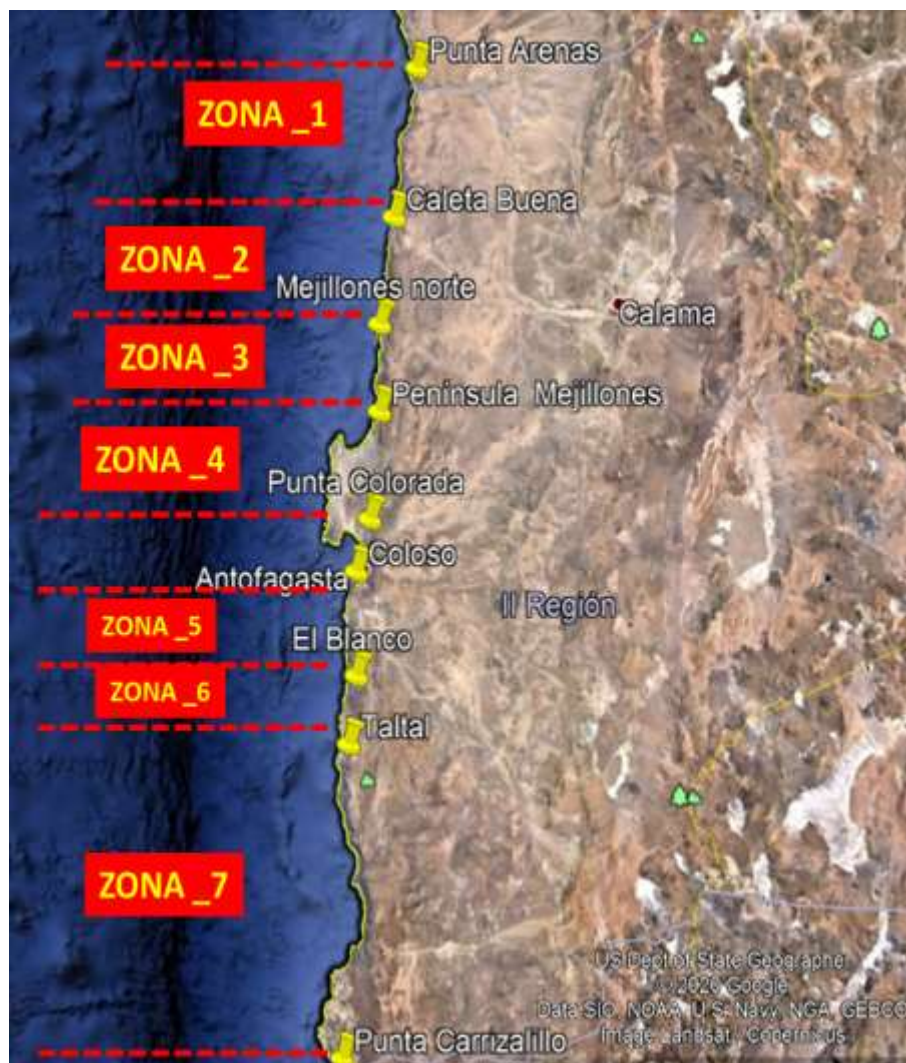 Punta Arenas
ZONA _1
Caleta Buena
ZONA _2
Mejillones norte
Calama
ZONA _3
Península Mejillones
ZONA _4
Punta Colorada
Coloso
Antofagasta
II Región
ZONA _5
El Blanco
ZONA _6
Taltal
ZONA _7
US Dept of State Geographer
© 2020 Google
Data SIO, NOAA, U.S. Navy, NGA, GEBCO
Image Landsat / Copernicus
Punta Carrizalillo